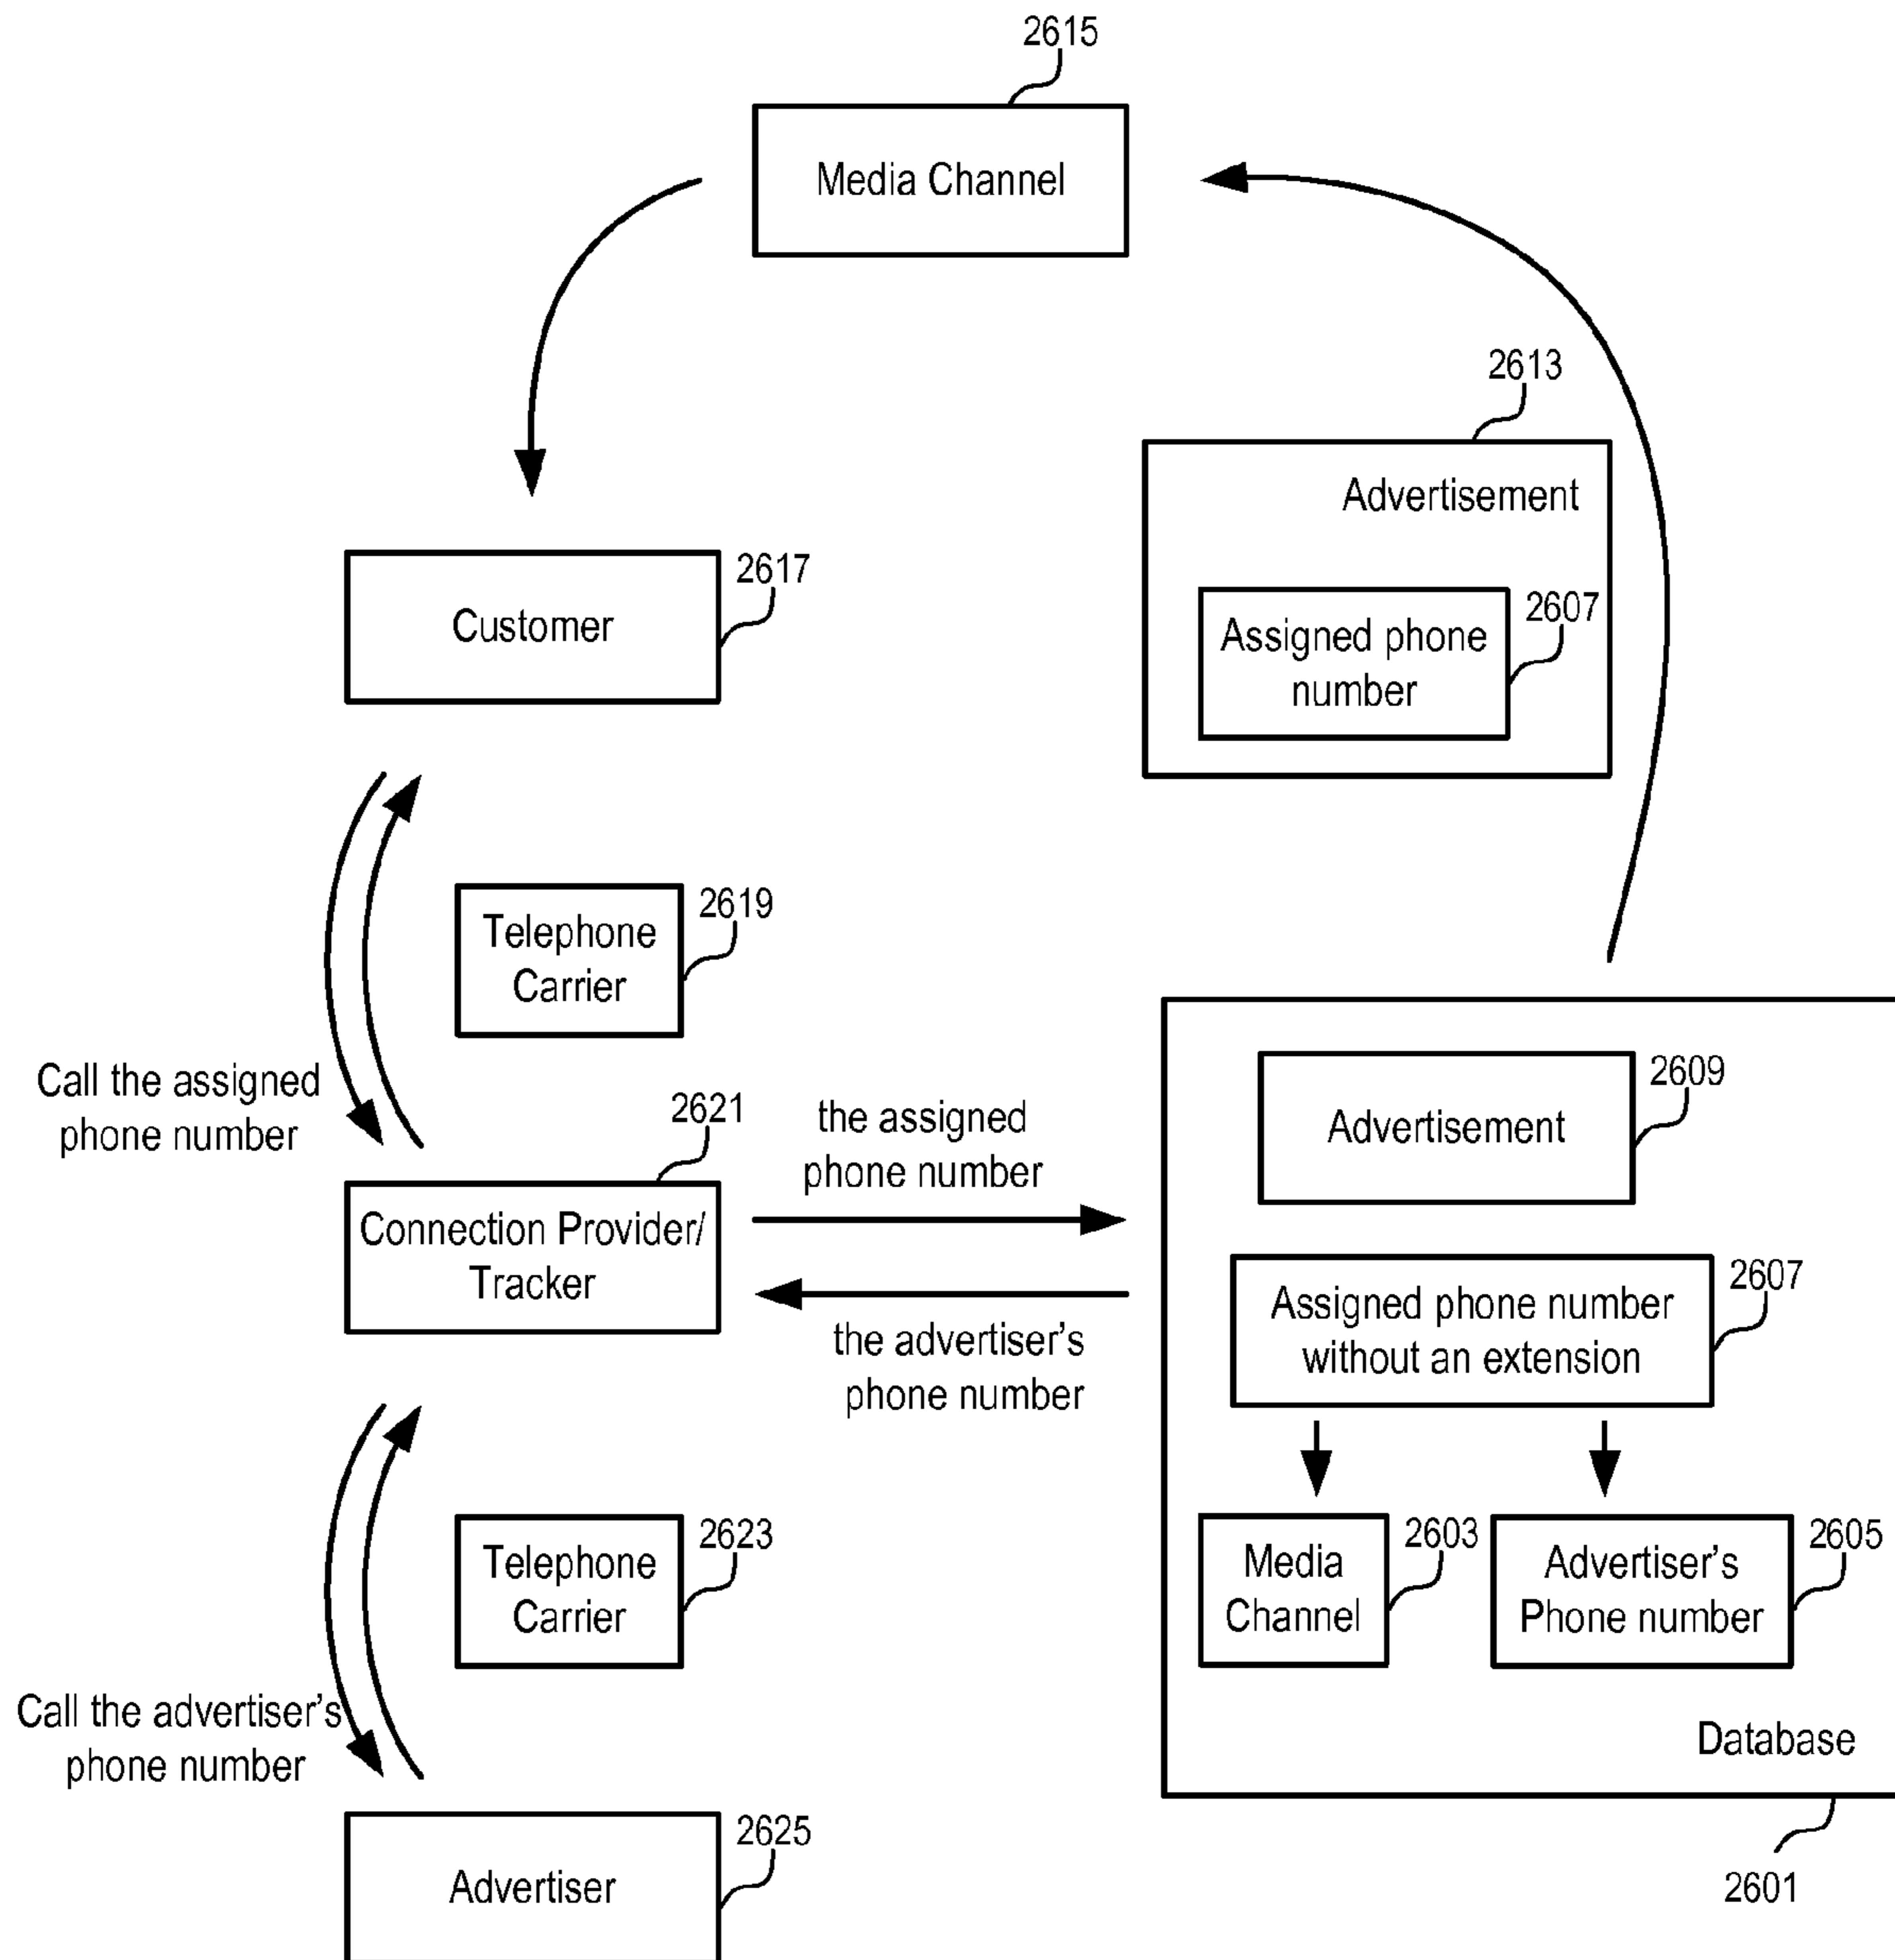 2615
Media Channel
2613
Advertisement
2617
Customer
2607
Assigned phone
number
2619
Telephone
Carrier
Call the assigned
phone number
2621
Connection Provider/
Tracker
the assigned
phone number
the advertiser's
phone number
2609
Advertisement
2607
Assigned phone number
without an extension
2603
Media
Channel
2605
Advertiser's
Phone number
Database
2601
2623
Telephone
Carrier
Call the advertiser's
phone number
2625
Advertiser